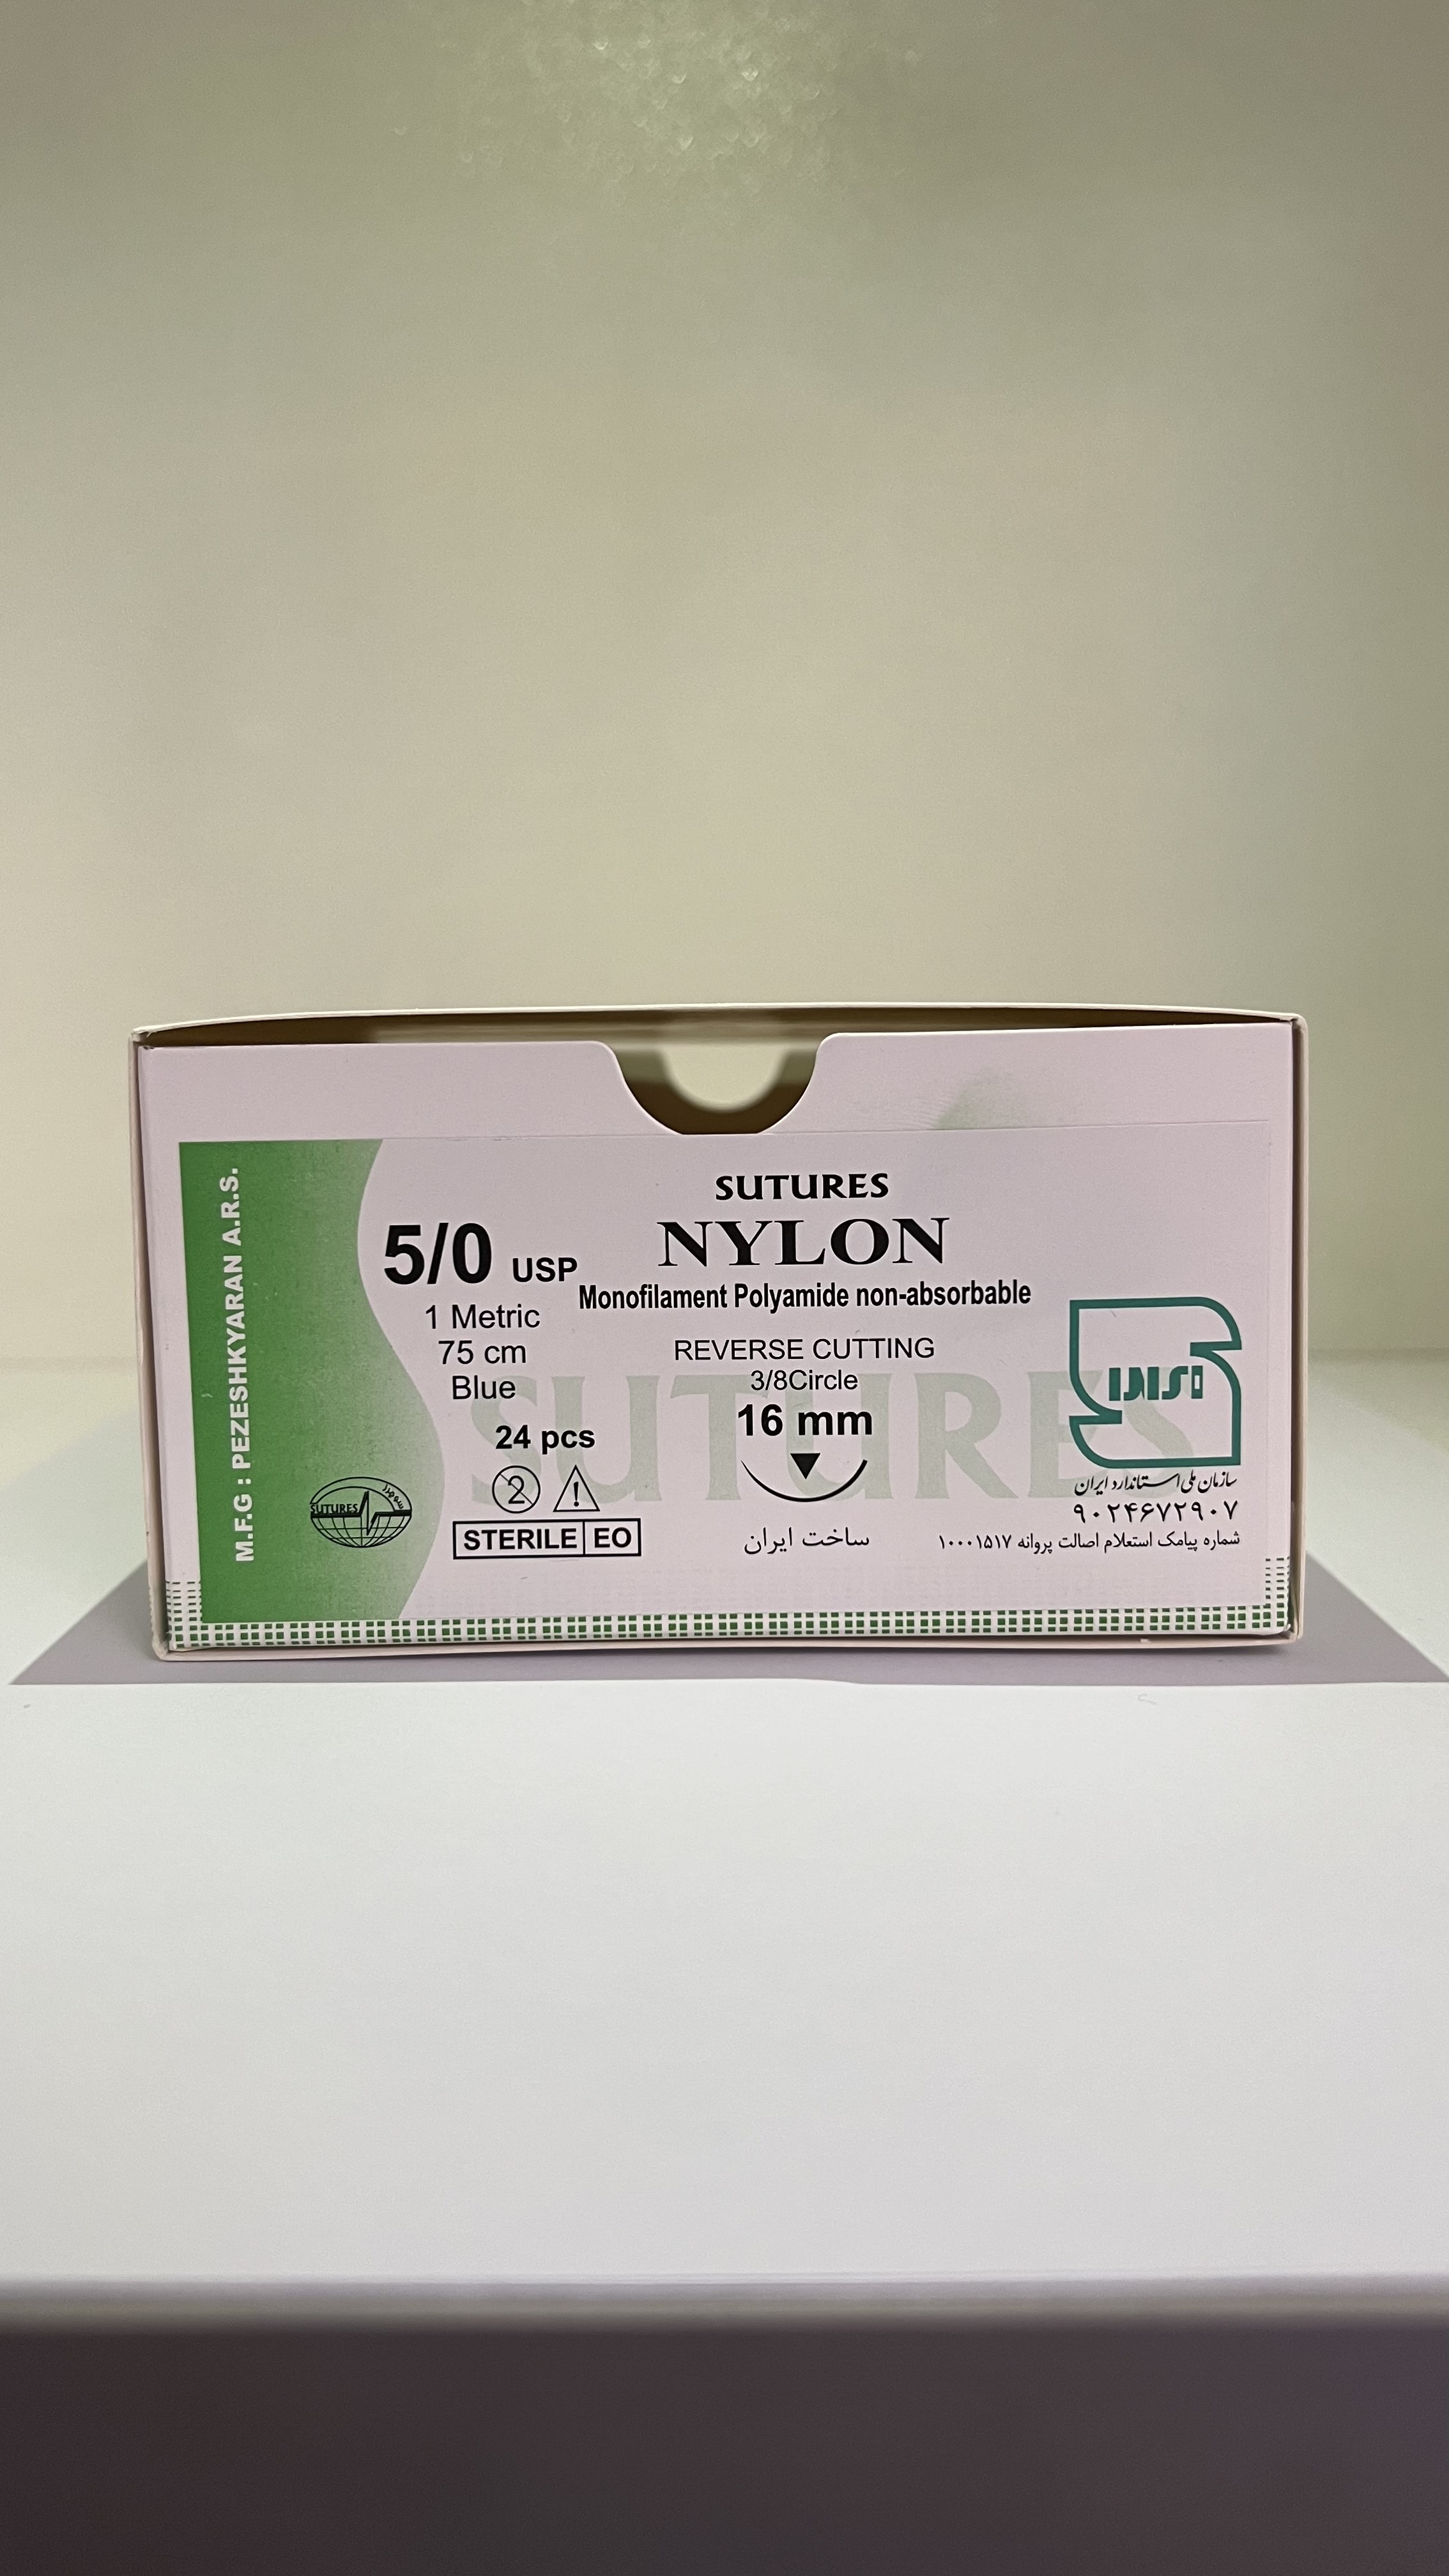 M.F.G : PEZESHKYARAN A.R.S.
SUTURES
NYLON
5/0 USP
Monofilament Polyamide non-absorbable
1 Metric
75 cm
Blue
24 pcs
REVERSE CUTTING
3/8Circle
16 mm
SUTURES
SUTURES
2
STERILE EO
ساخت ایران
سازمان ملی استاندارد ایران
۹۰۲۴۶۷۲۹۰۷
شماره پیامک استعلام اصالت پروانه ۱۰۰۰۱۵۱۷